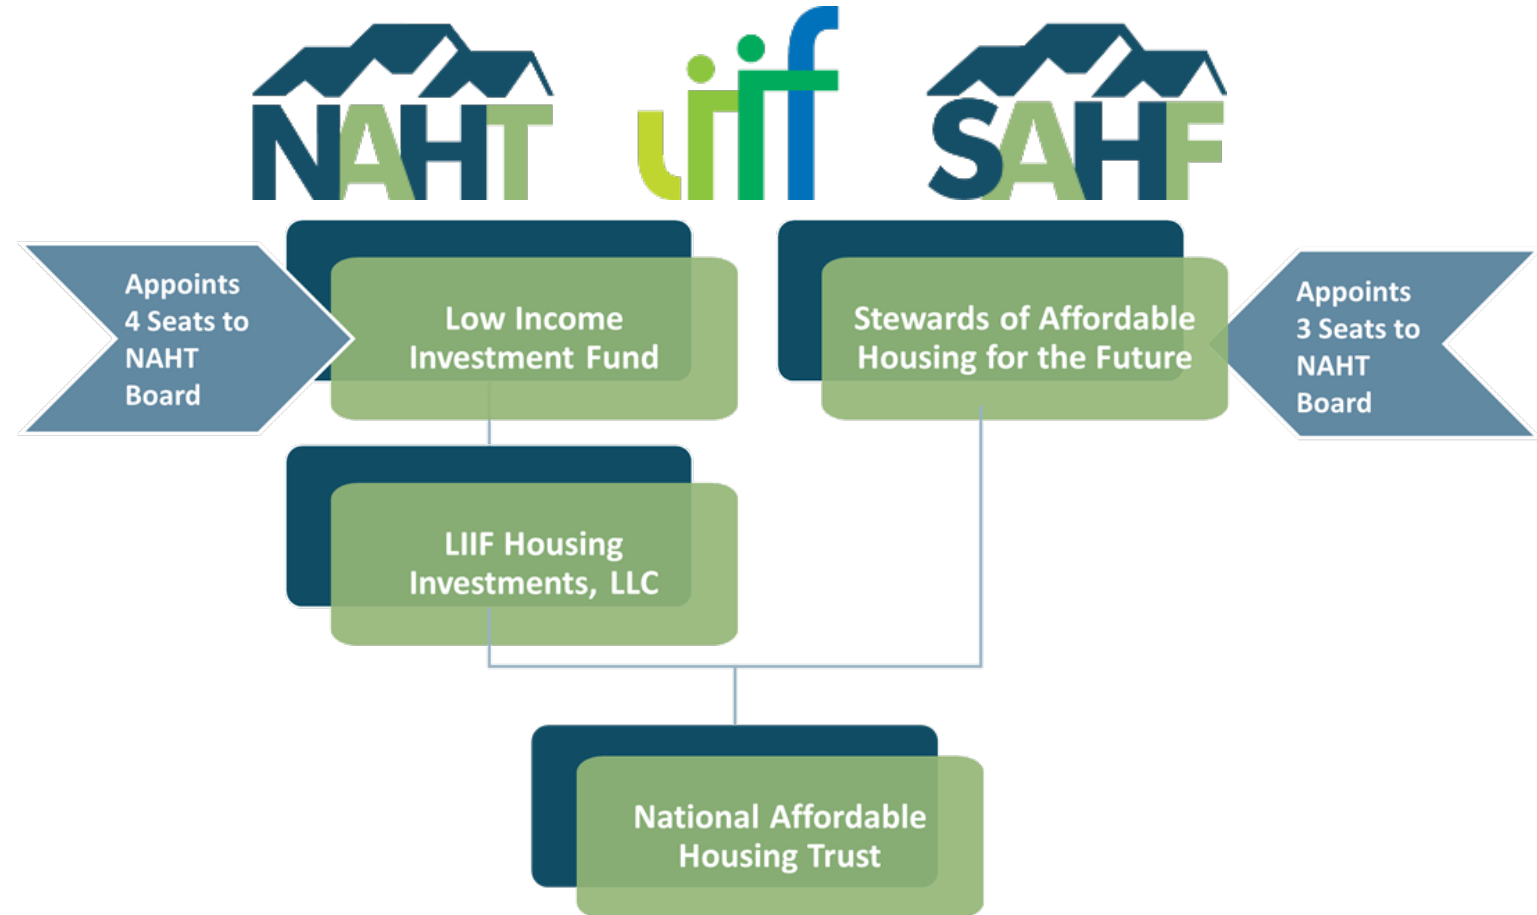 NAHT
liif
SAHF
Appoints
4 Seats to
NAHT
Board
Low Income
Investment Fund
Stewards of Affordable
Housing for the Future
Appoints
3 Seats to
NAHT
Board
LIIF Housing
Investments, LLC
National Affordable
Housing Trust